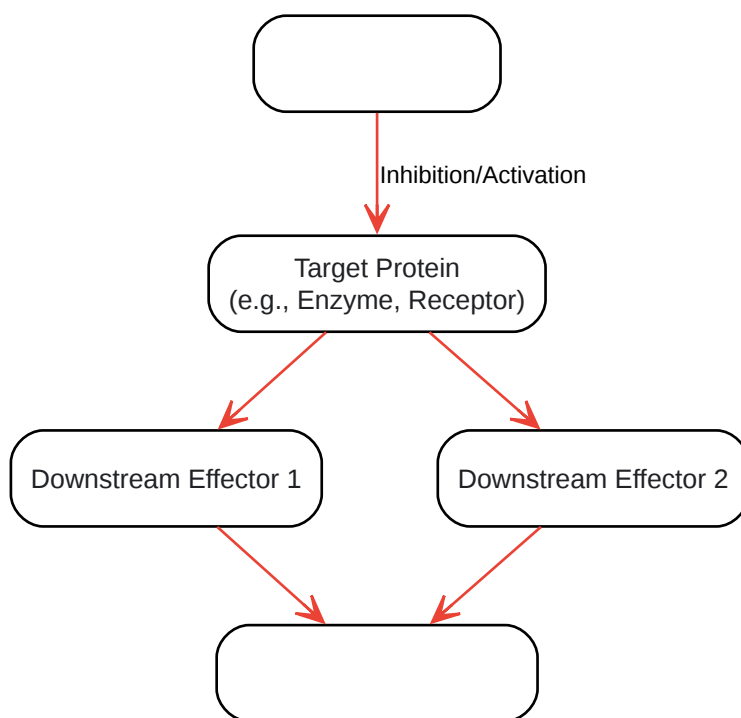 Inhibition/Activation
Target Protein
(e.g., Enzyme, Receptor)
Downstream Effector 1
Downstream Effector 2